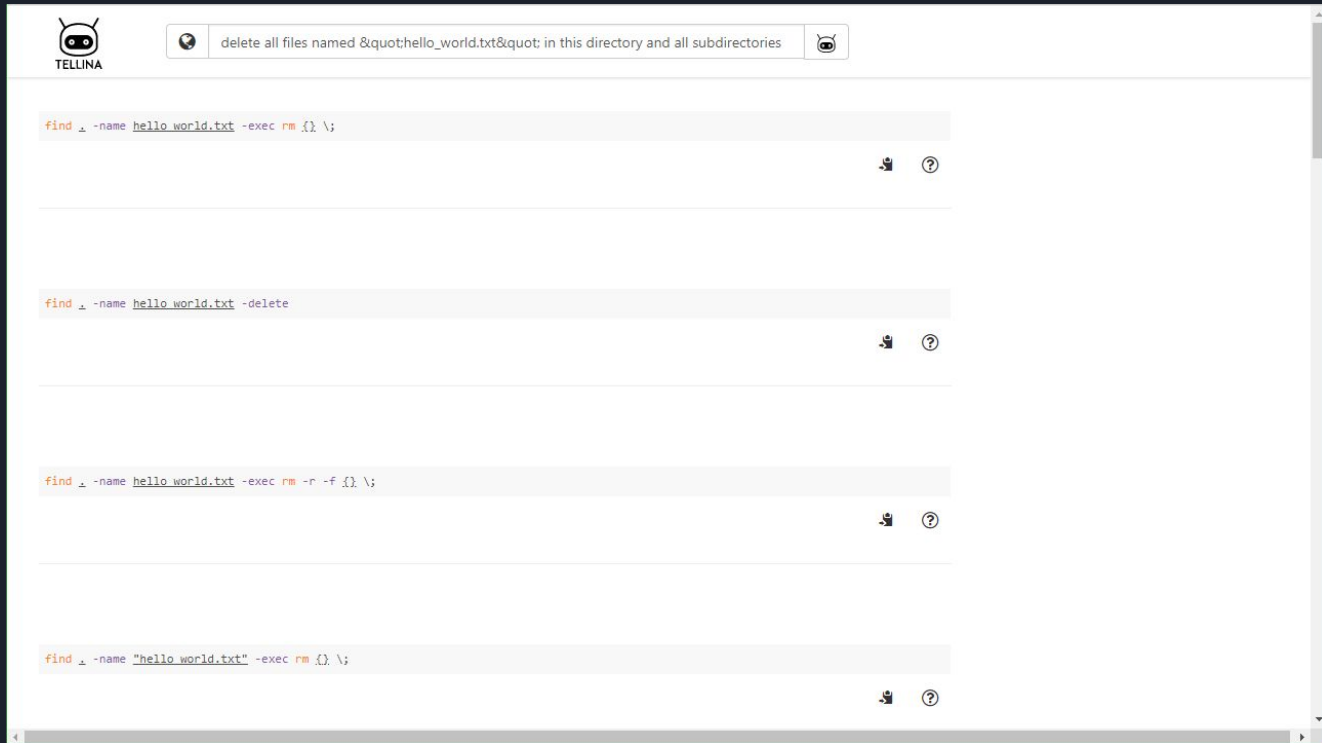 delete all files named &quot;hello_world.txt&quot; in this directory and all subdirectories
TELLINA
find . -name hello_world.txt -exec rm {} \;
find . -name hello_world.txt -delete
find . -name hello_world.txt -exec rm -r -f {} \;
find . -name "hello_world.txt" -exec rm {} \;